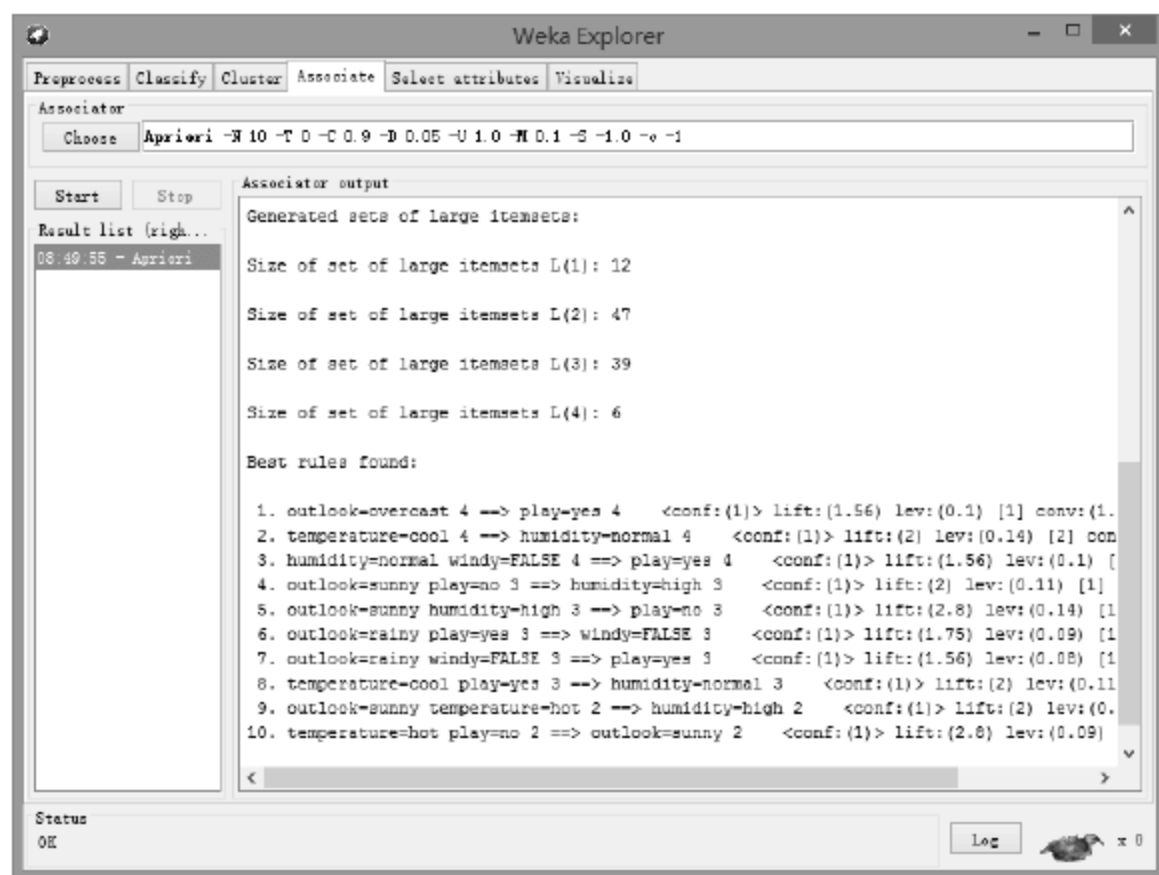 Weka Explorer
Preprocess Classify Cluster Associate Select attributes Visualize
Associator
Choose Apriori -N 10 -T 0 -C 0.9 -D 0.05 -U 1.0 -M 0.1 -S -1.0 -c -1
Start Stop
Associator output
Result list (righ...
08:49:55 - Apriori
Generated sets of large itemsets:
Size of set of large itemsets L(1): 12
Size of set of large itemsets L(2): 47
Size of set of large itemsets L(3): 39
Size of set of large itemsets L(4): 6
Best rules found:
1. outlook=overcast 4 ==> play=yes 4 <conf:(1)> lift:(1.56) lev:(0.1) [1] conv:(1.
2. temperature=cool 4 ==> humidity=normal 4 <conf:(1)> lift:(2) lev:(0.14) [2] con
3. humidity=normal windy=FALSE 4 ==> play=yes 4 <conf:(1)> lift:(1.56) lev:(0.1) [
4. outlook=sunny play=no 3 ==> humidity=high 3 <conf:(1)> lift:(2) lev:(0.11) [1]
5. outlook=sunny humidity=high 3 ==> play=no 3 <conf:(1)> lift:(2.8) lev:(0.14) [1
6. outlook=rainy play=yes 3 ==> windy=FALSE 3 <conf:(1)> lift:(1.75) lev:(0.09) [1
7. outlook=rainy windy=FALSE 3 ==> play=yes 3 <conf:(1)> lift:(1.56) lev:(0.08) [1
8. temperature=cool play=yes 3 ==> humidity=normal 3 <conf:(1)> lift:(2) lev:(0.11
9. outlook=sunny temperature=hot 2 ==> humidity=high 2 <conf:(1)> lift:(2) lev:(0.
10. temperature=hot play=no 2 ==> outlook=sunny 2 <conf:(1)> lift:(2.8) lev:(0.09)
Status
OK
Log
x 0